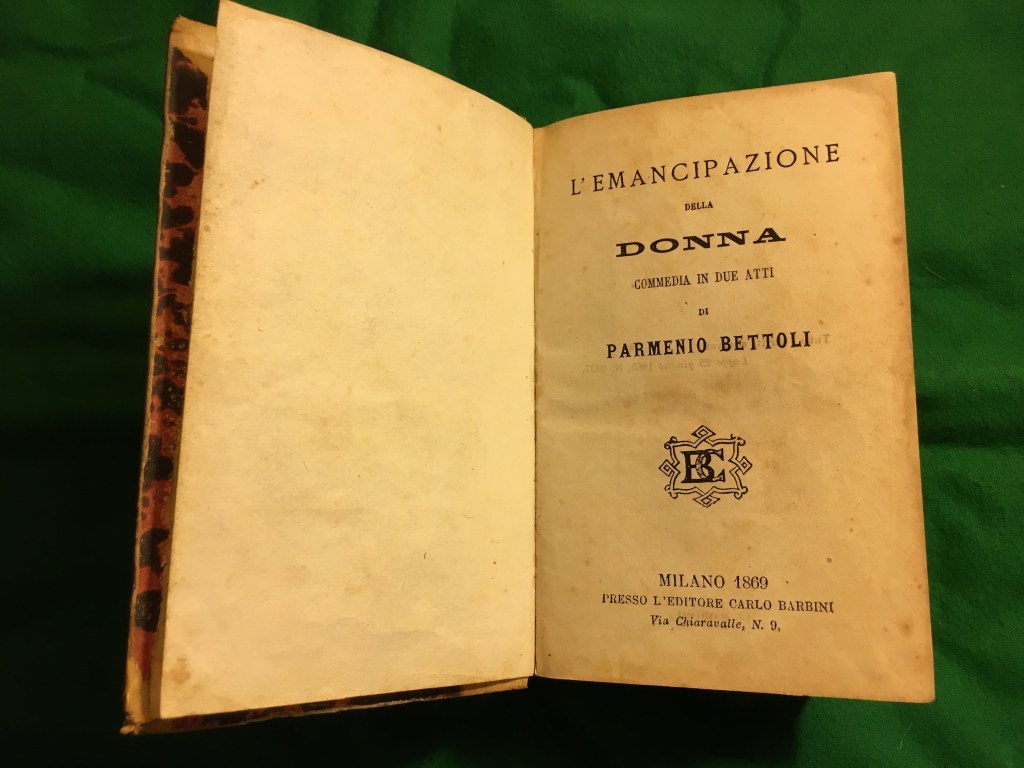 L'EMANCIPAZIONE
DELLA
DONNA
COMMEDIA IN DUE ATTI
DI
PARMENIO BETTOLI
BC
MILANO 1869
PRESSO L'EDITORE CARLO BARBINI
Via Chiaravalle, N. 9.